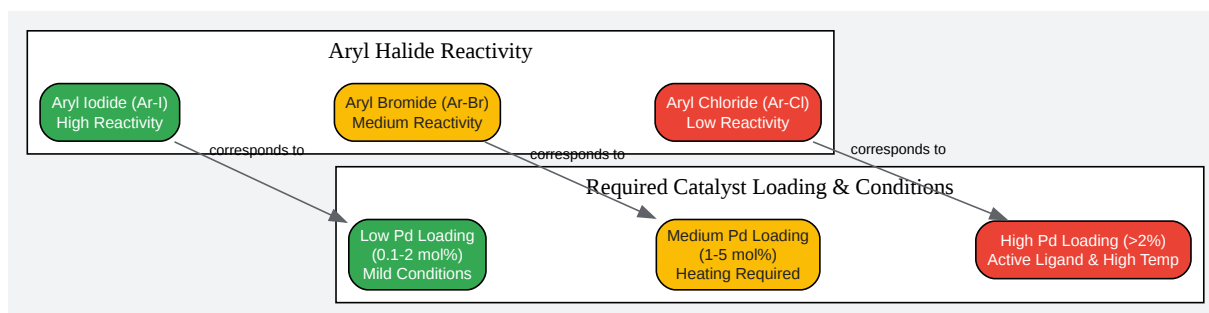 Aryl Halide Reactivity
Aryl Iodide (Ar-I)
High Reactivity
Aryl Bromide (Ar-Br)
Medium Reactivity
Aryl Chloride (Ar-Cl)
Low Reactivity
corresponds to
corresponds to
corresponds to
Required Catalyst Loading & Conditions
Low Pd Loading
(0.1-2 mol%)
Mild Conditions
Medium Pd Loading
(1-5 mol%)
Heating Required
High Pd Loading (>2%)
Active Ligand & High Temp